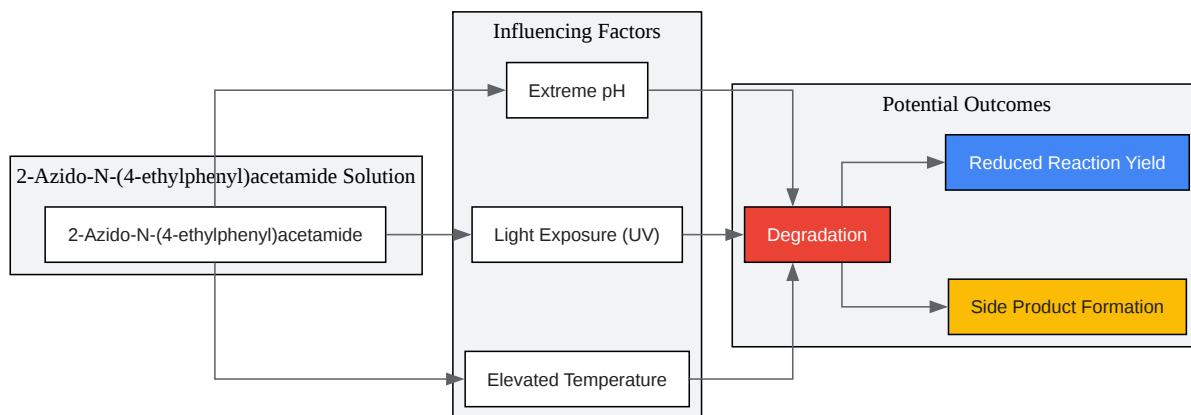 2-Azido-N-(4-ethylphenyl)acetamide Solution
2-Azido-N-(4-ethylphenyl)acetamide
Influencing Factors
Extreme pH
Light Exposure (UV)
Elevated Temperature
Potential Outcomes
Degradation
Reduced Reaction Yield
Side Product Formation